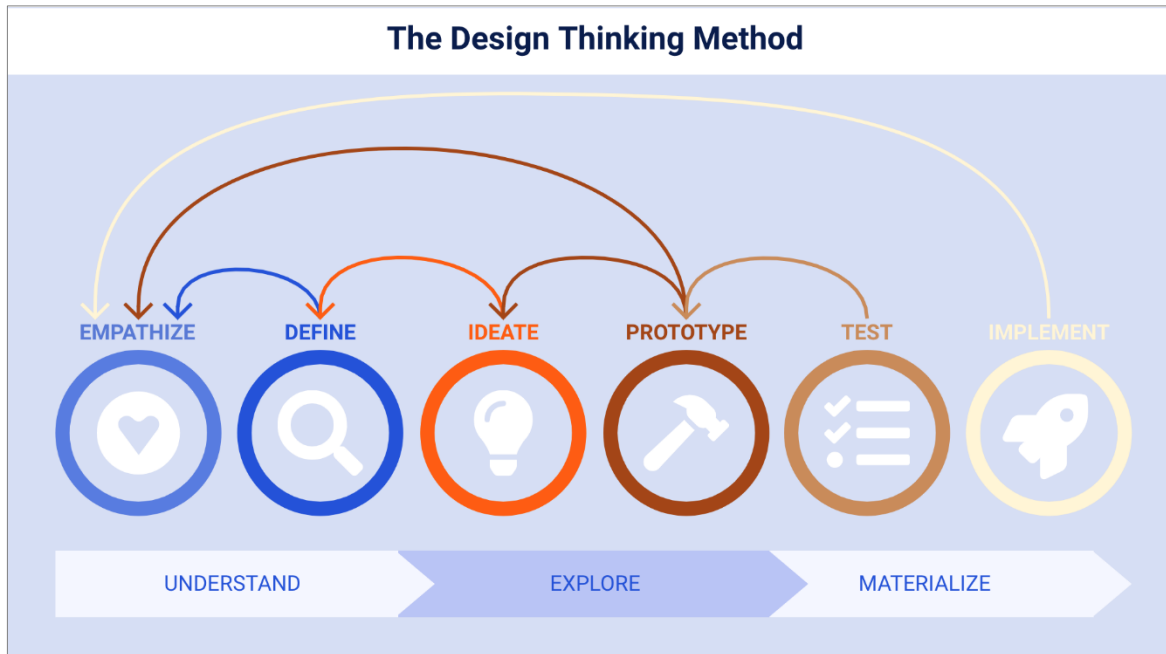 The Design Thinking Method
EMPATHIZE DEFINE IDEATE PROTOTYPE TEST IMPLEMENT
UNDERSTAND EXPLORE MATERIALIZE